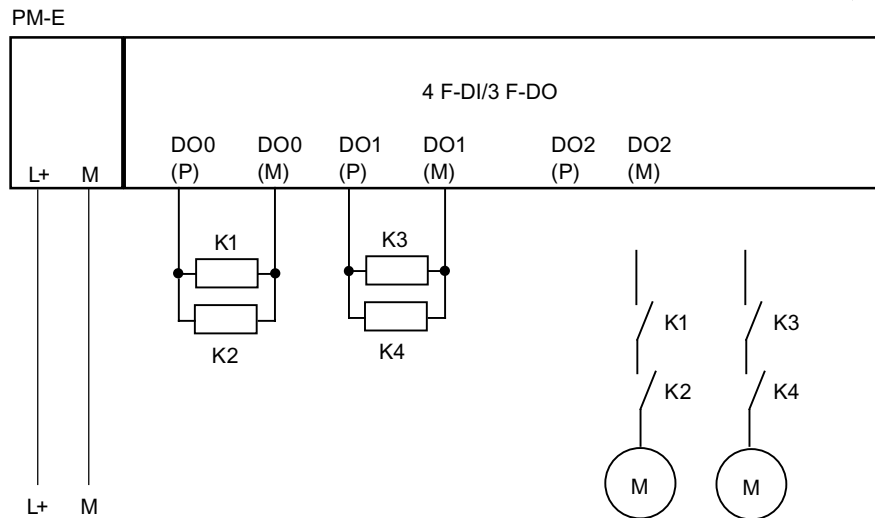 PM-E
4 F-DI/3 F-DO
DO0 DO0 DO1 DO1 DO2 DO2
L+ M (P) (M) (P) (M) (P) (M)
K1 K3
K2 K4
K1 K3
K2 K4
M M
L+ M